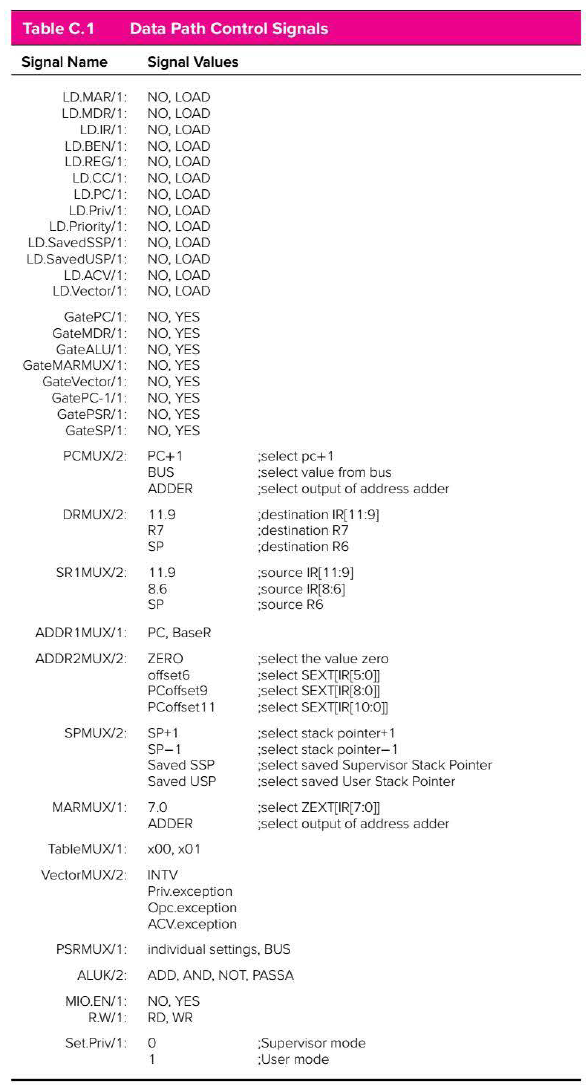 Table C.1 Data Path Control Signals
Signal Name Signal Values
LD.MAR/1: NO, LOAD
LD.MDR/1: NO, LOAD
LD.IR/1: NO, LOAD
LD.BEN/1: NO, LOAD
LD.REG/1: NO, LOAD
LD.CC/1: NO, LOAD
LD.PC/1: NO, LOAD
LD.Priv/1: NO, LOAD
LD.Priority/1: NO, LOAD
LD.SavedSSP/1: NO, LOAD
LD.SavedUSP/1: NO, LOAD
LD.ACV/1: NO, LOAD
LD.Vector/1: NO, LOAD
GatePC/1: NO, YES
GateMDR/1: NO, YES
GateALU/1: NO, YES
GateMARMUX/1: NO, YES
GateVector/1: NO, YES
GatePC-1/1: NO, YES
GatePSR/1: NO, YES
GateSP/1: NO, YES
PCMUX/2: PC+1 ;select pc+1
BUS ;select value from bus
ADDER ;select output of address adder
DRMUX/2: 11.9 ;destination IR[11:9]
R7 ;destination R7
SP ;destination R6
SR1MUX/2: 11.9 ;source IR[11:9]
8.6 ;source IR[8:6]
SP ;source R6
ADDR1MUX/1: PC, BaseR
ADDR2MUX/2: ZERO ;select the value zero
offset6 ;select SEXT[IR[5:0]]
PCoffset9 ;select SEXT[IR[8:0]]
PCoffset11 ;select SEXT[IR[10:0]]
SPMUX/2: SP+1 ;select stack pointer+1
SP−1 ;select stack pointer−1
Saved SSP ;select saved Supervisor Stack Pointer
Saved USP ;select saved User Stack Pointer
MARMUX/1: 7.0 ;select ZEXT[IR[7:0]]
ADDER ;select output of address adder
TableMUX/1: x00, x01
VectorMUX/2: INTV
Priv.exception
Opc.exception
ACV.exception
PSRMUX/1: individual settings, BUS
ALUK/2: ADD, AND, NOT, PASSA
MIO.EN/1: NO, YES
R.W/1: RD, WR
Set.Priv/1: 0 ;Supervisor mode
1 ;User mode